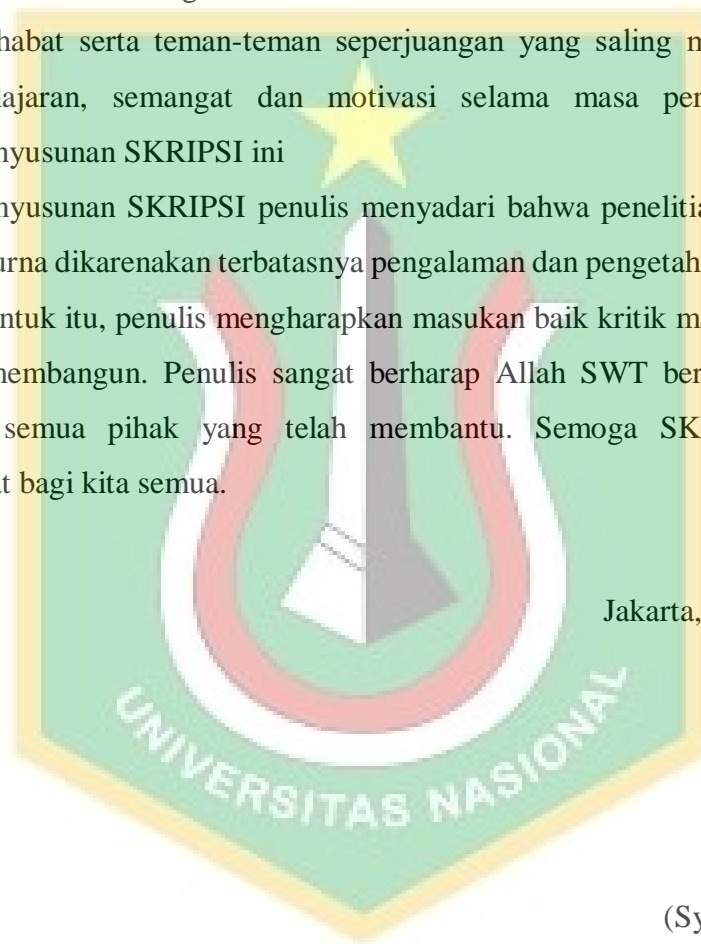 habat serta teman-teman seperjuangan yang saling m
ajaran, semangat dan motivasi selama masa per
nyusunan SKRIPSI ini
nyusunan SKRIPSI penulis menyadari bahwa penelitia
urna dikarenakan terbatasnya pengalaman dan pengetah
ntuk itu, penulis mengharapkan masukan baik kritik m
membangun. Penulis sangat berharap Allah SWT ber
semua pihak yang telah membantu. Semoga SK
t bagi kita semua.
Jakarta,
UNIVERSITAS NASIONAL
(Sy